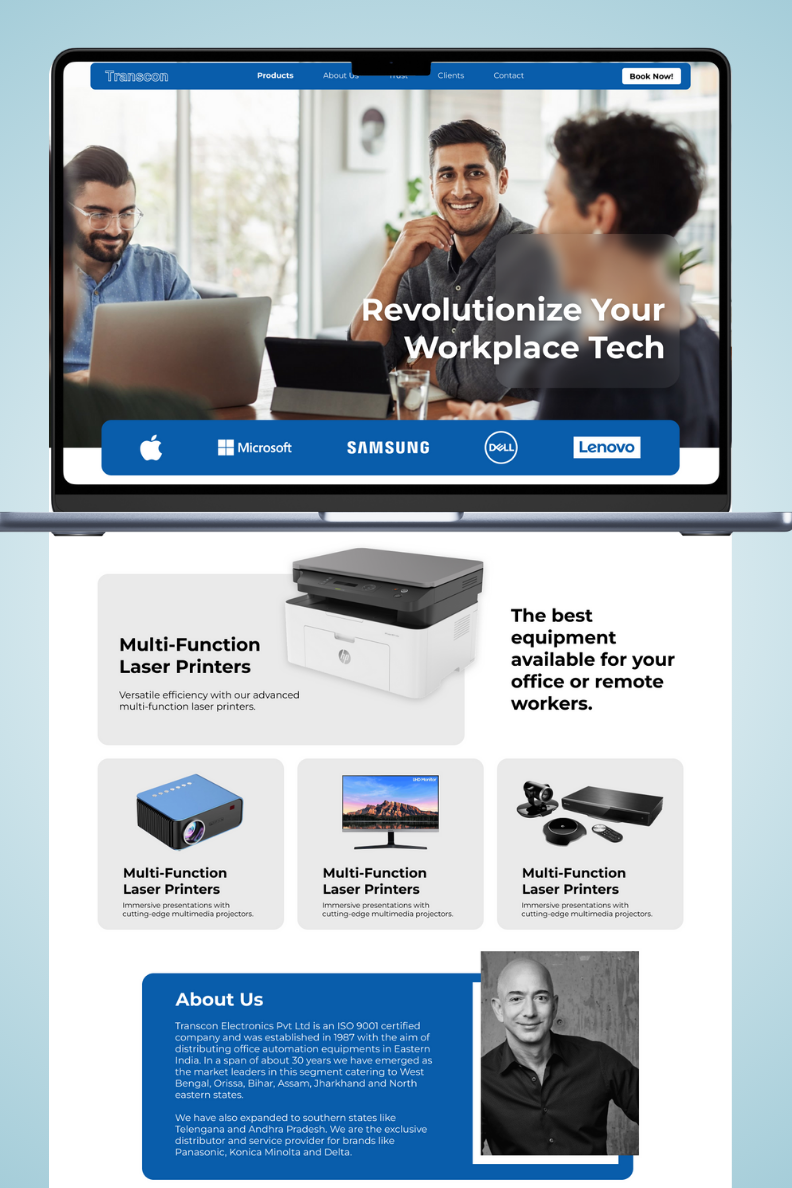 Transcon
Products About Us Trust Clients Contact
Book Now!
Revolutionize Your
Workplace Tech
Microsoft SAMSUNG DELL Lenovo
hp
Multi-Function
Laser Printers
Versatile efficiency with our advanced
multi-function laser printers.
The best
equipment
available for your
office or remote
workers.
UHD Monitor
Multi-Function
Laser Printers
Immersive presentations with
cutting-edge multimedia projectors.
Multi-Function
Laser Printers
Immersive presentations with
cutting-edge multimedia projectors.
Multi-Function
Laser Printers
Immersive presentations with
cutting-edge multimedia projectors.
About Us
Transcon Electronics Pvt Ltd is an ISO 9001 certified
company and was established in 1987 with the aim of
distributing office automation equipments in Eastern
India. In a span of about 30 years we have emerged as
the market leaders in this segment catering to West
Bengal, Orissa, Bihar, Assam, Jharkhand and North
eastern states.
We have also expanded to southern states like
Telengana and Andhra Pradesh. We are the exclusive
distributor and service provider for brands like
Panasonic, Konica Minolta and Delta.